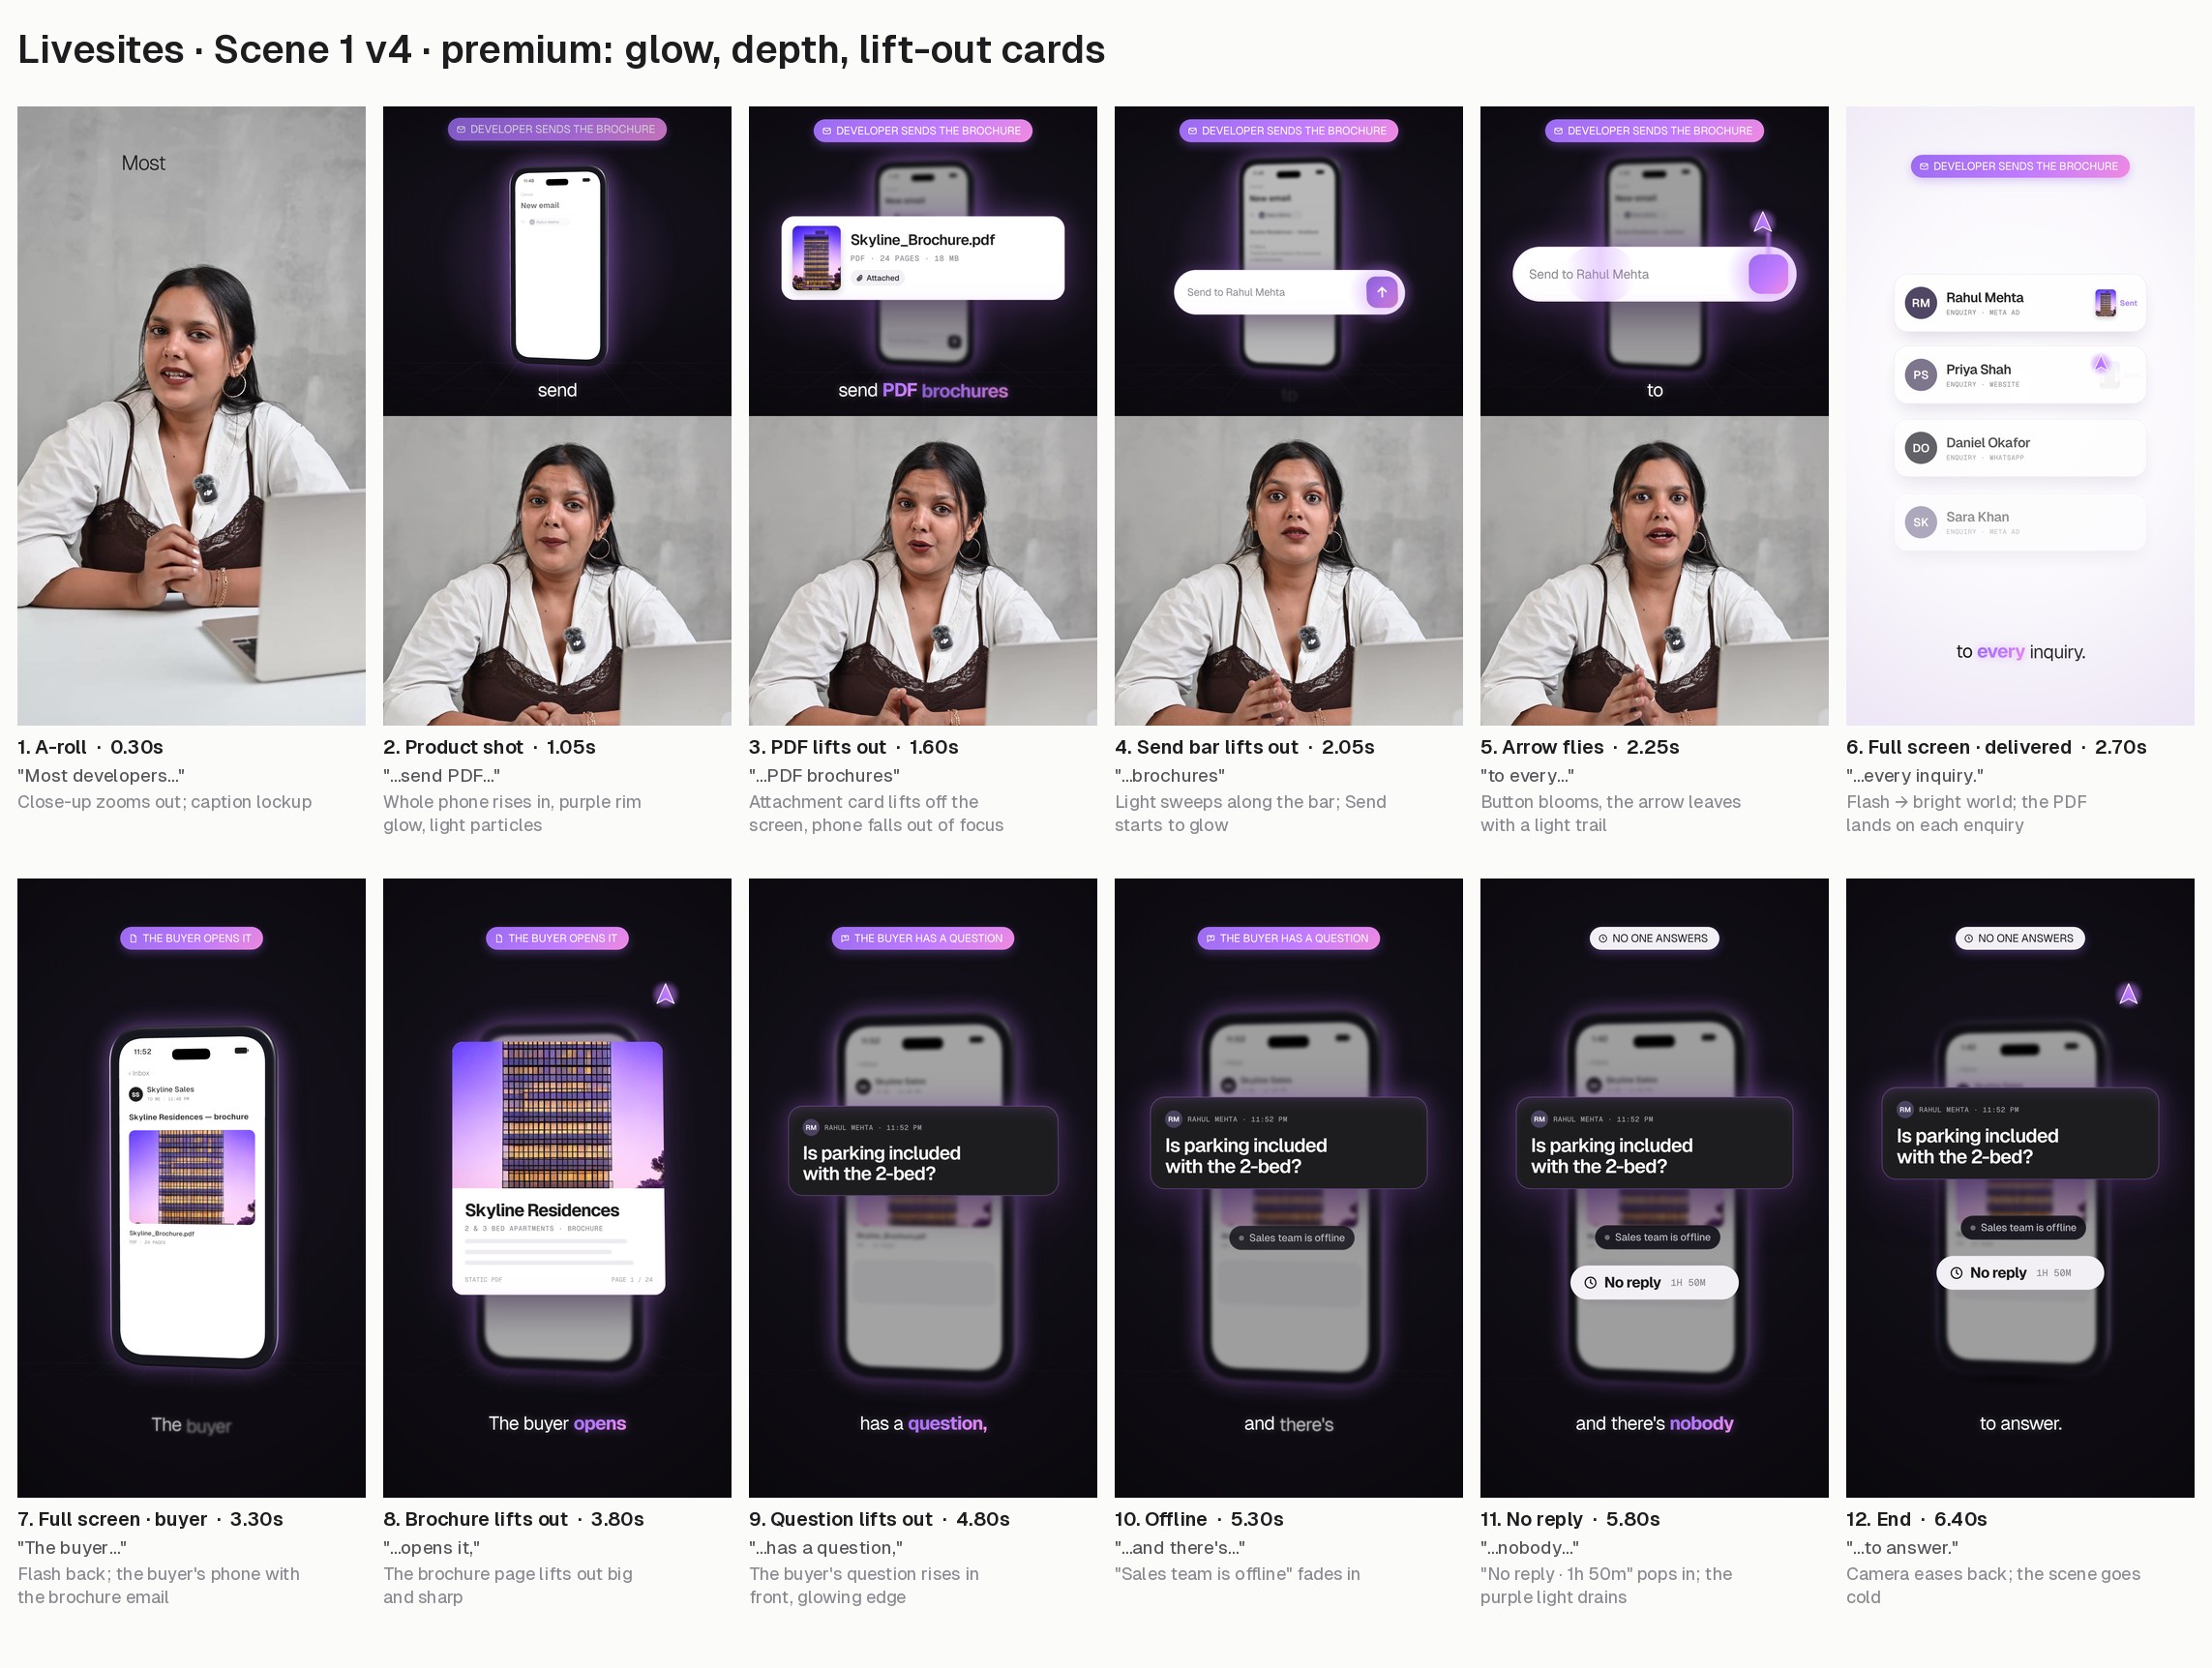 Livesites · Scene 1 v4 · premium: glow, depth, lift-out cards
Most
1. A-roll · 0.30s
"Most developers..."
Close-up zooms out; caption lockup
DEVELOPER SENDS THE BROCHURE
New email
send
2. Product shot · 1.05s
"...send PDF..."
Whole phone rises in, purple rim
glow, light particles
DEVELOPER SENDS THE BROCHURE
New email
Skyline_Brochure.pdf
PDF · 24 PAGES · 18 MB
Attached
Send to Rahul Mehta
send PDF brochures
3. PDF lifts out · 1.60s
"...PDF brochures"
Attachment card lifts off the
screen, phone falls out of focus
DEVELOPER SENDS THE BROCHURE
New email
to
4. Send bar lifts out · 2.05s
"...brochures"
Light sweeps along the bar; Send
starts to glow
DEVELOPER SENDS THE BROCHURE
New email
Send to Rahul Mehta
to
5. Arrow flies · 2.25s
"to every..."
Button blooms, the arrow leaves
with a light trail
DEVELOPER SENDS THE BROCHURE
RM
Rahul Mehta
ENQUIRY · META AD
Sent
PS
Priya Shah
ENQUIRY · WEBSITE
DO
Daniel Okafor
ENQUIRY · WHATSAPP
SK
Sara Khan
ENQUIRY · META AD
to every inquiry.
6. Full screen · delivered · 2.70s
"...every inquiry."
Flash → bright world; the PDF
lands on each enquiry
THE BUYER OPENS IT
11:52
‹ Inbox
SS
Skyline Sales
Skyline Residences — brochure
Skyline_Brochure.pdf
PDF · 24 PAGES
The buyer
7. Full screen · buyer · 3.30s
"The buyer..."
Flash back; the buyer's phone with
the brochure email
THE BUYER OPENS IT
Skyline Residences
2 & 3 BED APARTMENTS · BROCHURE
STATIC PDF
PAGE 1 / 24
The buyer opens
8. Brochure lifts out · 3.80s
"...opens it,"
The brochure page lifts out big
and sharp
THE BUYER HAS A QUESTION
RM
RAHUL MEHTA · 11:52 PM
Is parking included
with the 2-bed?
has a question,
9. Question lifts out · 4.80s
"...has a question,"
The buyer's question rises in
front, glowing edge
THE BUYER HAS A QUESTION
RM
RAHUL MEHTA · 11:52 PM
Is parking included
with the 2-bed?
Sales team is offline
and there's
10. Offline · 5.30s
"...and there's..."
"Sales team is offline" fades in
NO ONE ANSWERS
RM
RAHUL MEHTA · 11:52 PM
Is parking included
with the 2-bed?
Sales team is offline
No reply 1H 50M
and there's nobody
11. No reply · 5.80s
"...nobody..."
"No reply · 1h 50m" pops in; the
purple light drains
NO ONE ANSWERS
RM
RAHUL MEHTA · 11:52 PM
Is parking included
with the 2-bed?
Sales team is offline
No reply 1H 50M
to answer.
12. End · 6.40s
"...to answer."
Camera eases back; the scene goes
cold